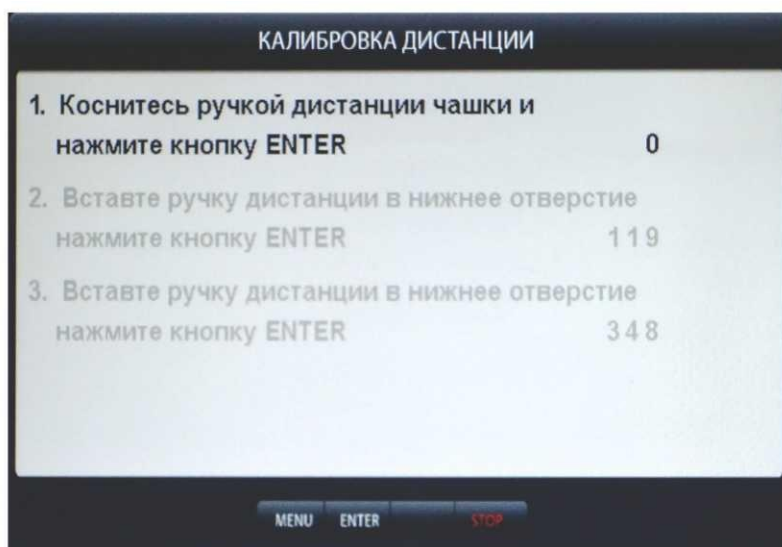 КАЛИБРОВКА ДИСТАНЦИИ
1. Коснитесь ручкой дистанции чашки и
нажмите кнопку ENTER 0
2. Вставте ручку дистанции в нижнее отверстие
нажмите кнопку ENTER 119
3. Вставте ручку дистанции в нижнее отверстие
нажмите кнопку ENTER 348
MENU ENTER STOP